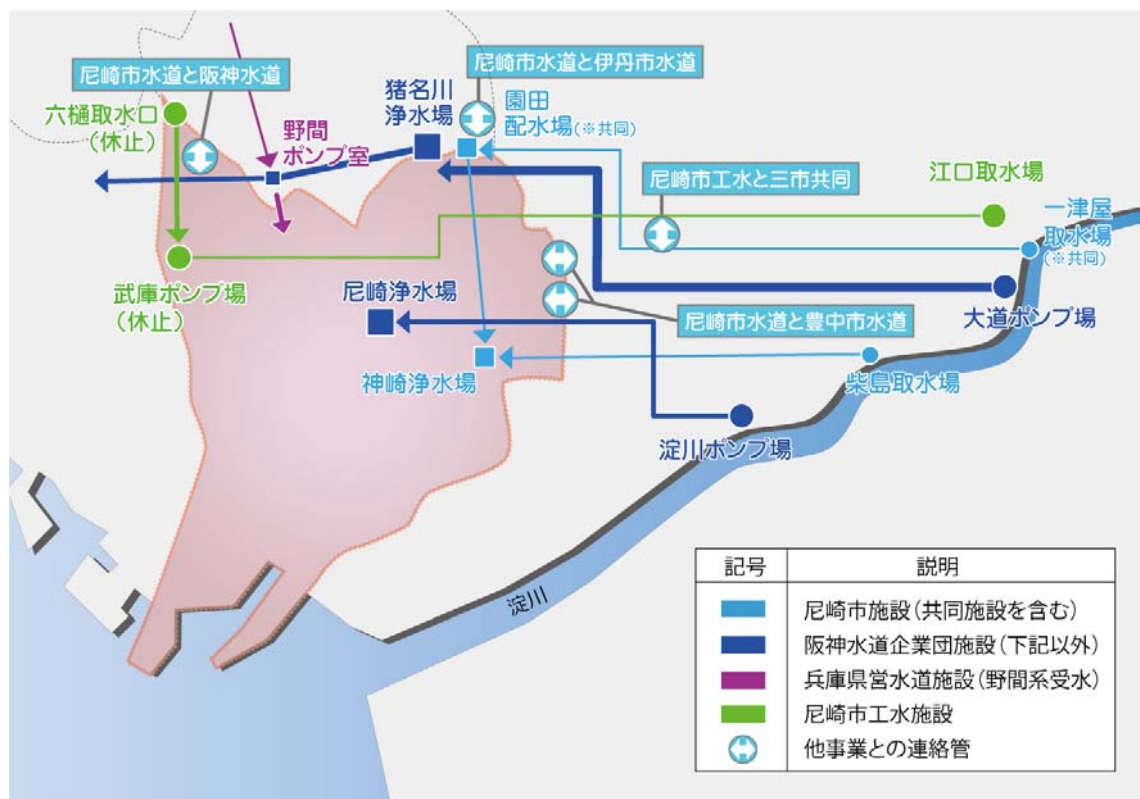 尼崎市水道と阪神水道
尼崎市水道と伊丹市水道
六樋取水口
(休止)
野間
ポンプ室
猪名川
浄水場
園田
配水場(※共同)
尼崎市工水と三市共同
江口取水場
一津屋
取水場
(※共同)
武庫ポンプ場
(休止)
尼崎浄水場
尼崎市水道と豊中市水道
大道ポンプ場
神崎浄水場
柴島取水場
淀川ポンプ場
淀川
記号 説明
尼崎市施設(共同施設を含む)
阪神水道企業団施設(下記以外)
兵庫県営水道施設(野間系受水)
尼崎市工水施設
他事業との連絡管